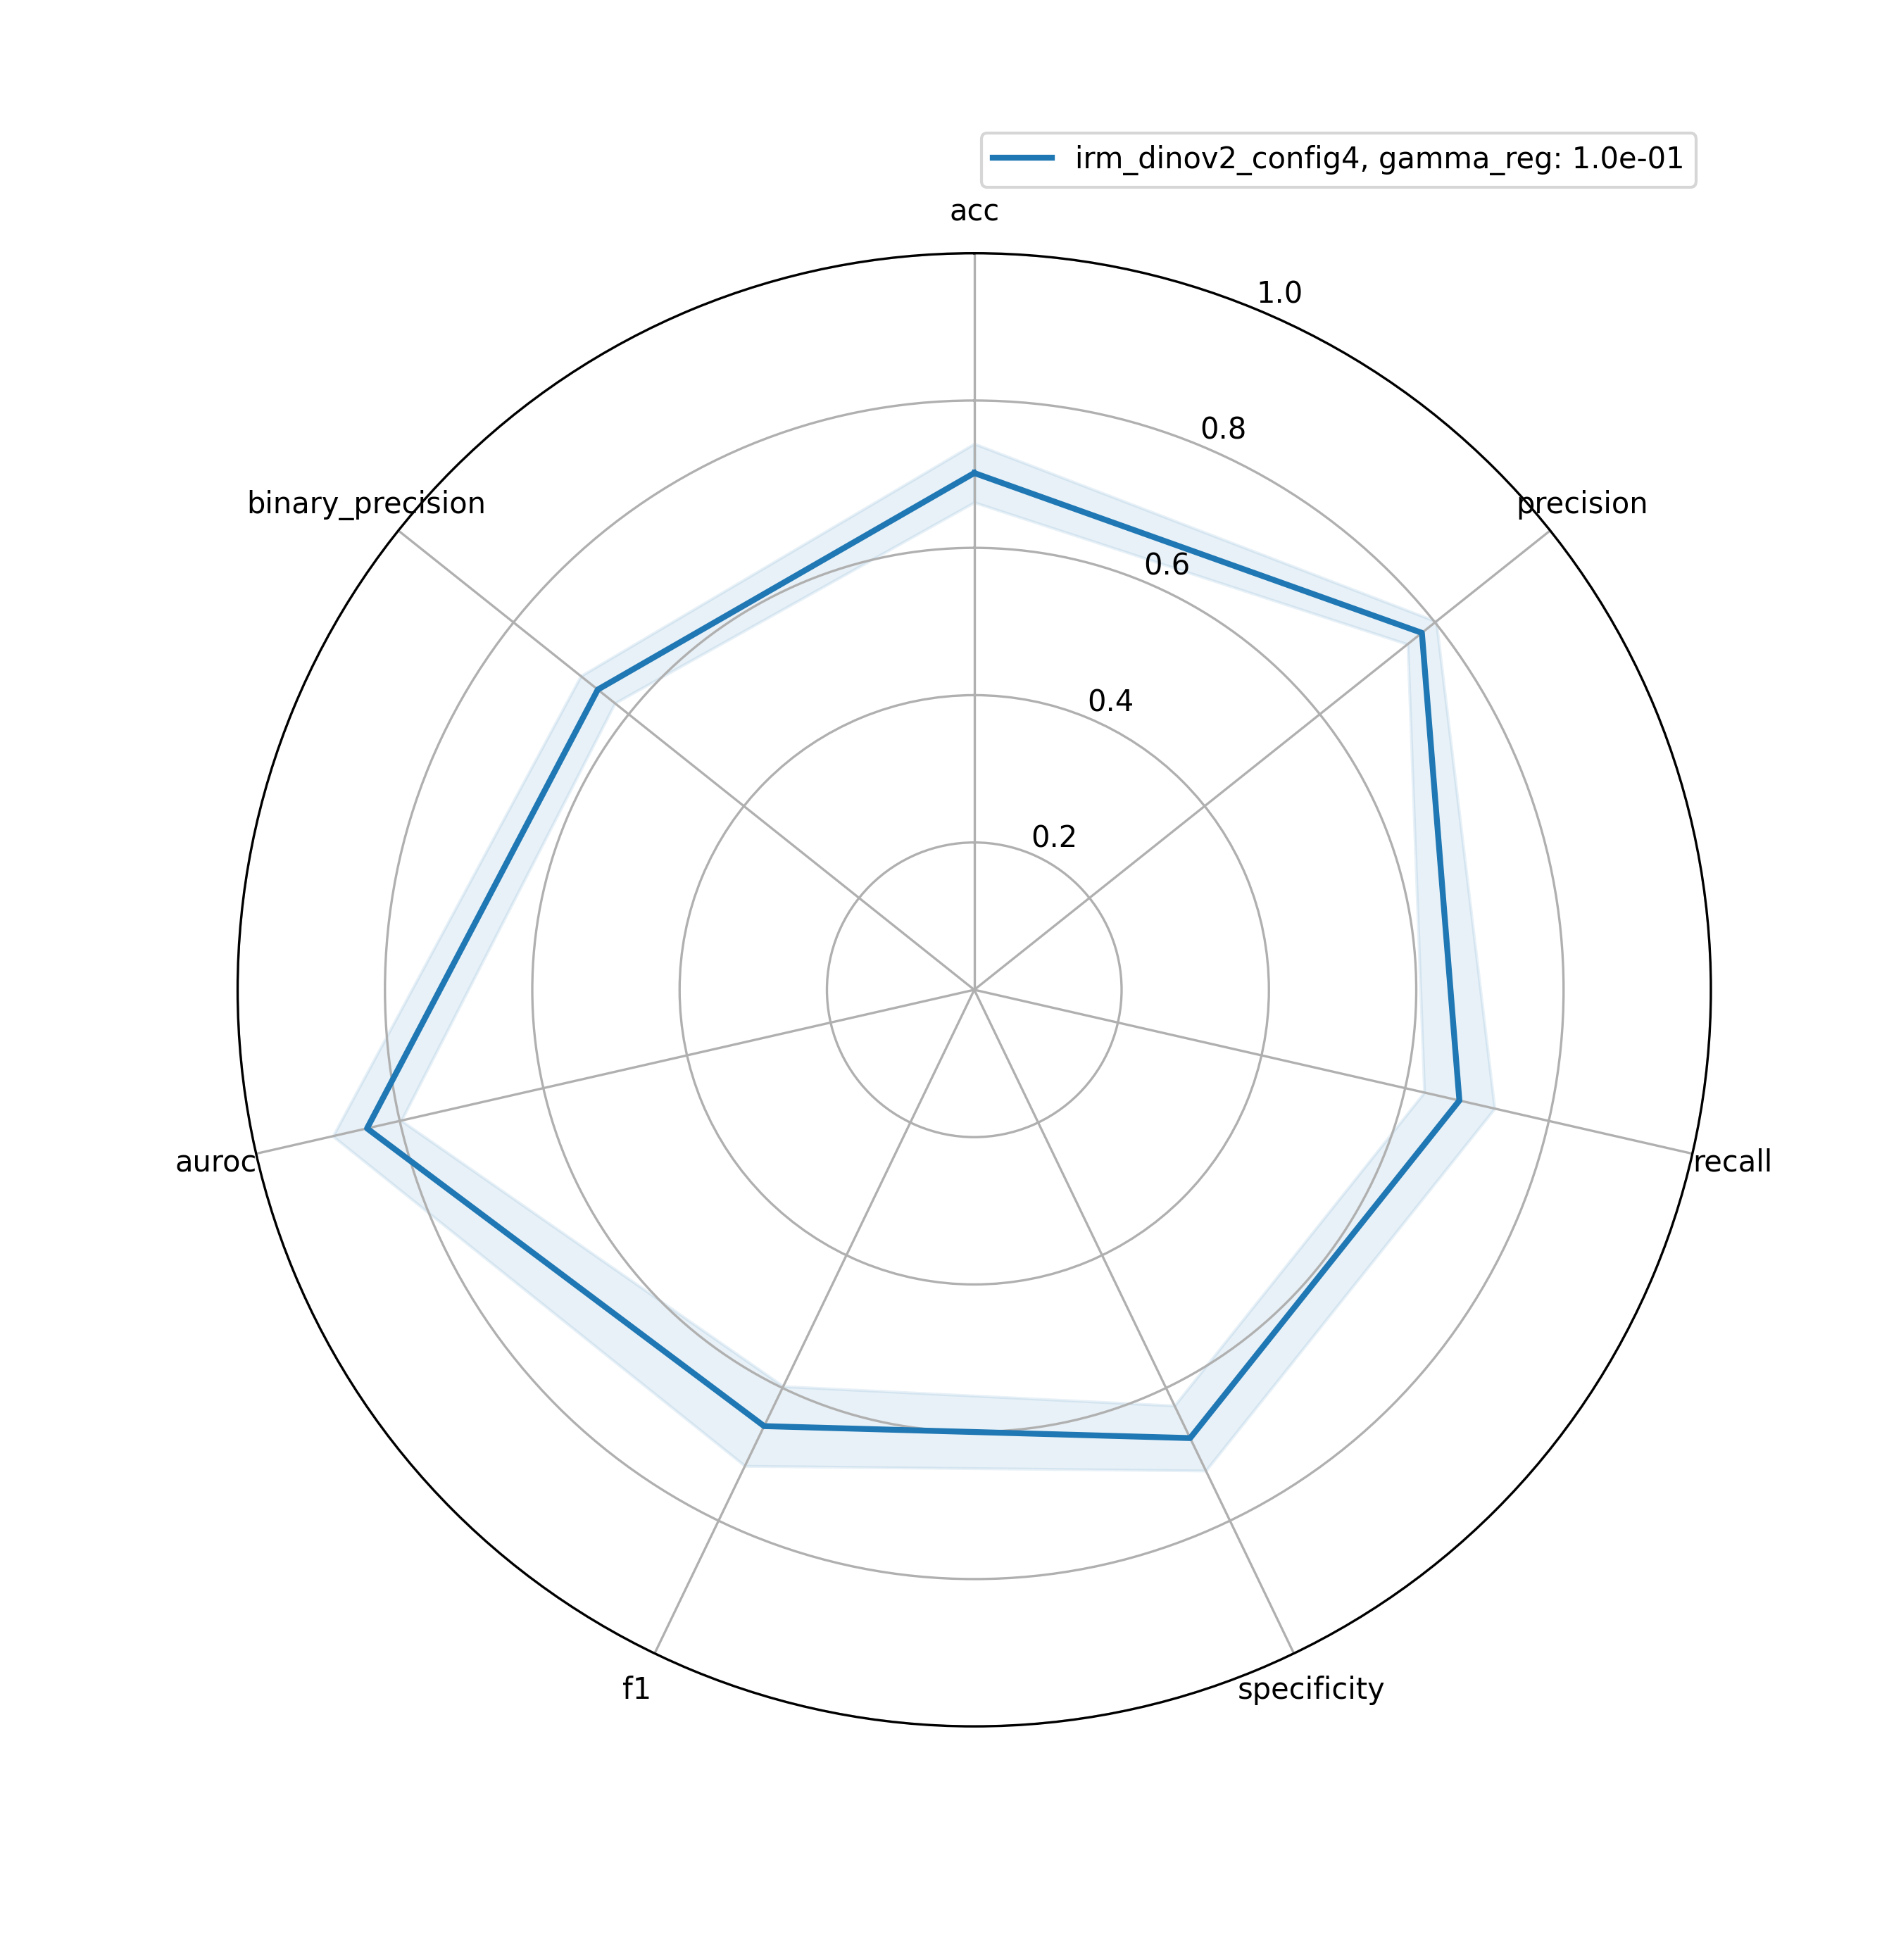 irm_dinov2_config4, gamma_reg: 1.0e-01
acc
1.0
0.8
binary_precision
precision
0.6
0.4
0.2
auroc
recall
f1
specificity